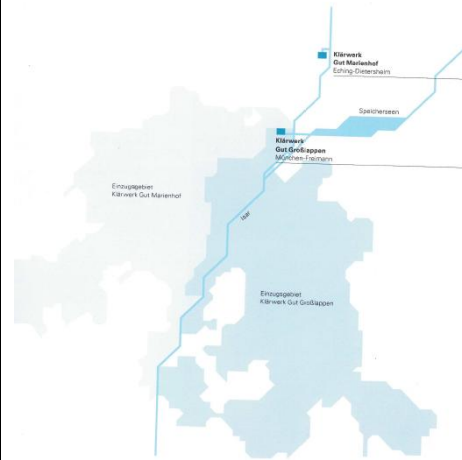 Klärwerk
Gut Marienhof
Eching-Dietersheim
Speicherseen
Klärwerk
Gut Großlappen
München-Freimann
Einzugsgebiet
Klärwerk Gut Marienhof
Isar
Einzugsgebiet
Klärwerk Gut Großlappen